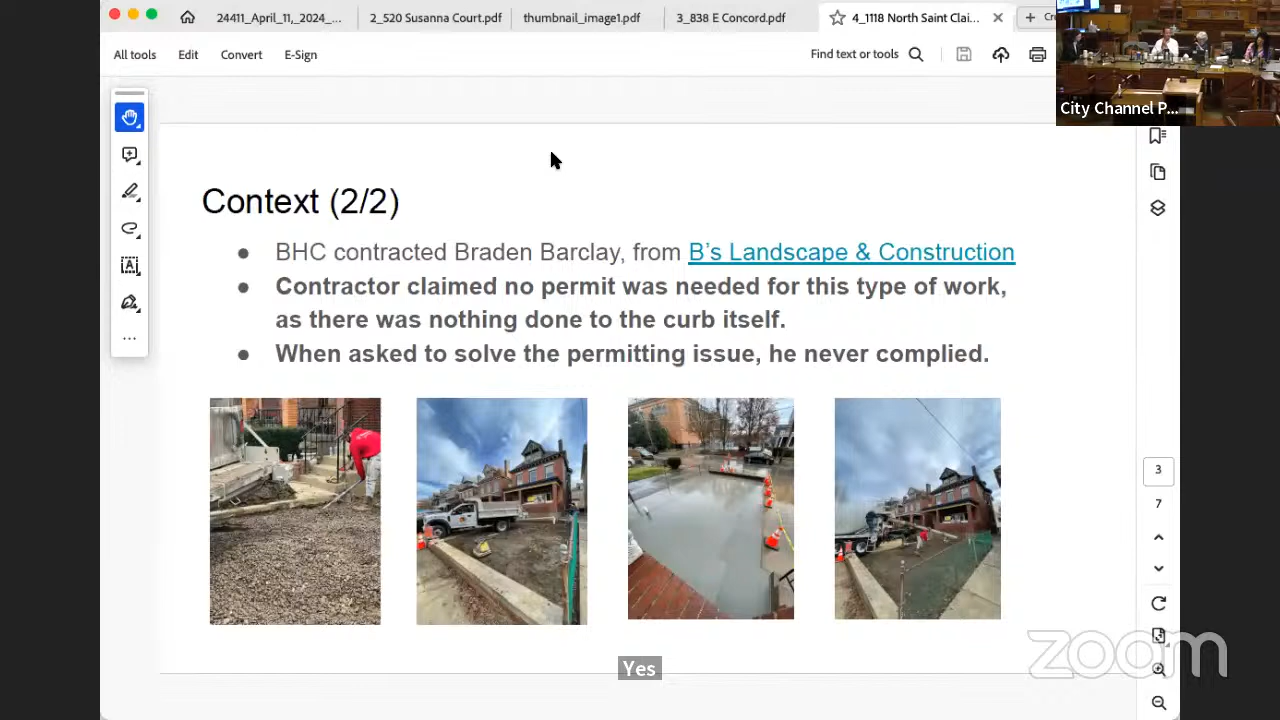 24411_April_11,_2024_...
2_520 Susanna Court.pdf
thumbnail_image1.pdf
3_838 E Concord.pdf
4_1118 North Saint Clai...
All tools
Edit
Convert
E-Sign
Find text or tools
City Channel P...
Context (2/2)
● BHC contracted Braden Barclay, from B's Landscape & Construction
● Contractor claimed no permit was needed for this type of work,
as there was nothing done to the curb itself.
● When asked to solve the permitting issue, he never complied.
3
7
zoom
Yes